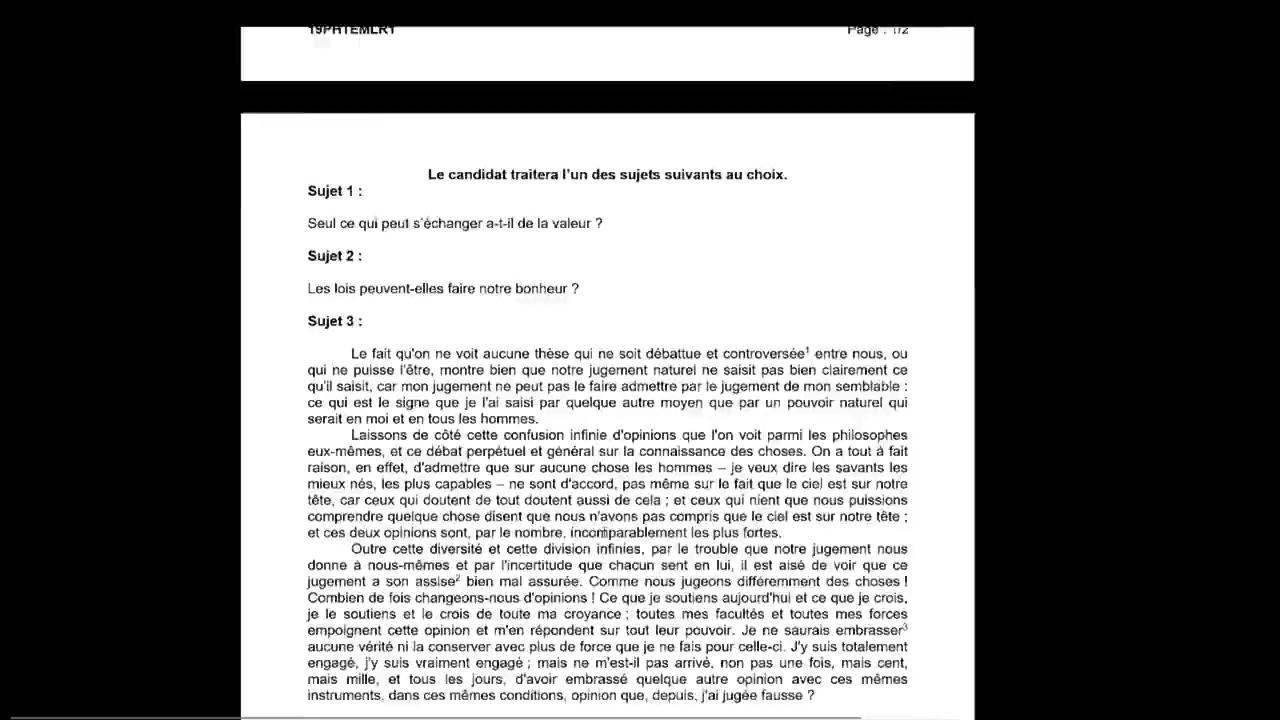 19PHTEMLR1 Page : 1/2
Le candidat traitera l'un des sujets suivants au choix.
Sujet 1 :
Seul ce qui peut s'échanger a-t-il de la valeur ?
Sujet 2 :
Les lois peuvent-elles faire notre bonheur ?
Sujet 3 :
Le fait qu'on ne voit aucune thèse qui ne soit débattue et controversée¹ entre nous, ou
qui ne puisse l'être, montre bien que notre jugement naturel ne saisit pas bien clairement ce
qu'il saisit, car mon jugement ne peut pas le faire admettre par le jugement de mon semblable :
ce qui est le signe que je l'ai saisi par quelque autre moyen que par un pouvoir naturel qui
serait en moi et en tous les hommes.
Laissons de côté cette confusion infinie d'opinions que l'on voit parmi les philosophes
eux-mêmes, et ce débat perpétuel et général sur la connaissance des choses. On a tout à fait
raison, en effet, d'admettre que sur aucune chose les hommes – je veux dire les savants les
mieux nés, les plus capables – ne sont d'accord, pas même sur le fait que le ciel est sur notre
tête, car ceux qui doutent de tout doutent aussi de cela ; et ceux qui nient que nous puissions
comprendre quelque chose disent que nous n'avons pas compris que le ciel est sur notre tête ;
et ces deux opinions sont, par le nombre, incomparablement les plus fortes.
Outre cette diversité et cette division infinies, par le trouble que notre jugement nous
donne à nous-mêmes et par l'incertitude que chacun sent en lui, il est aisé de voir que ce
jugement a son assise² bien mal assurée. Comme nous jugeons différemment des choses !
Combien de fois changeons-nous d'opinions ! Ce que je soutiens aujourd'hui et ce que je crois,
je le soutiens et le crois de toute ma croyance ; toutes mes facultés et toutes mes forces
empoignent cette opinion et m'en répondent sur tout leur pouvoir. Je ne saurais embrasser³
aucune vérité ni la conserver avec plus de force que je ne fais pour celle-ci. J'y suis totalement
engagé, j'y suis vraiment engagé ; mais ne m'est-il pas arrivé, non pas une fois, mais cent,
mais mille, et tous les jours, d'avoir embrassé quelque autre opinion avec ces mêmes
instruments, dans ces mêmes conditions, opinion que, depuis, j'ai jugée fausse ?